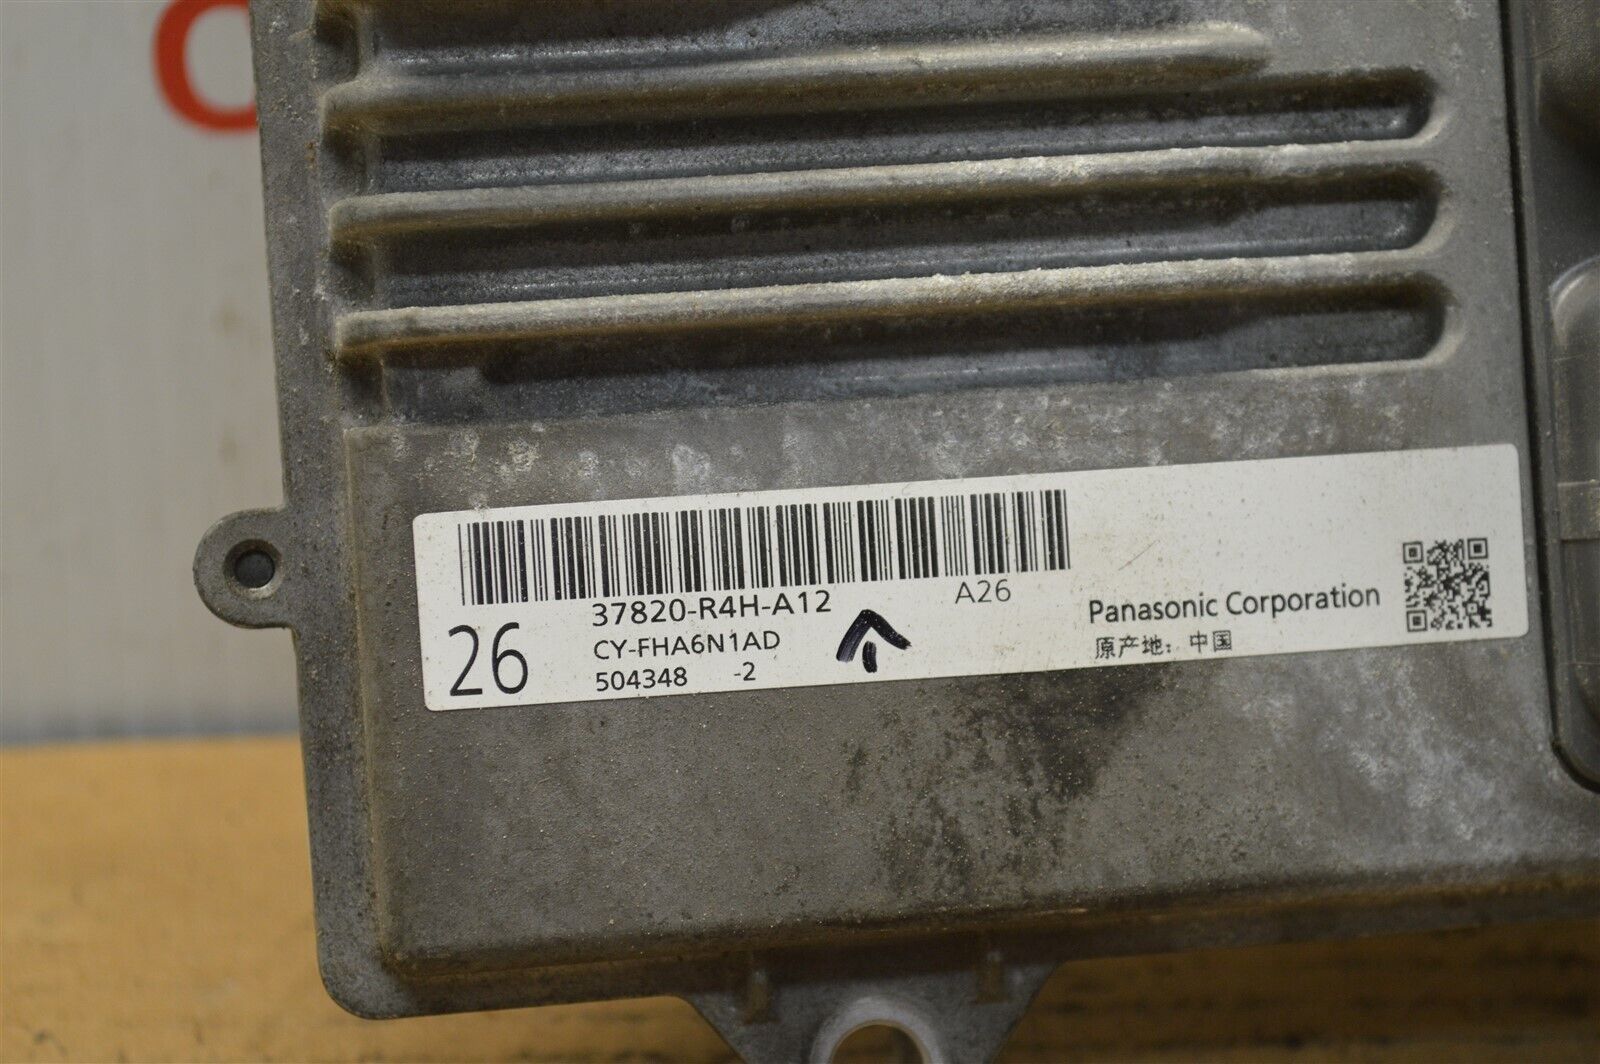 37820-R4H-A12 A26
26 CY-FHA6N1AD
504348 -2
Panasonic Corporation
原产地: 中国